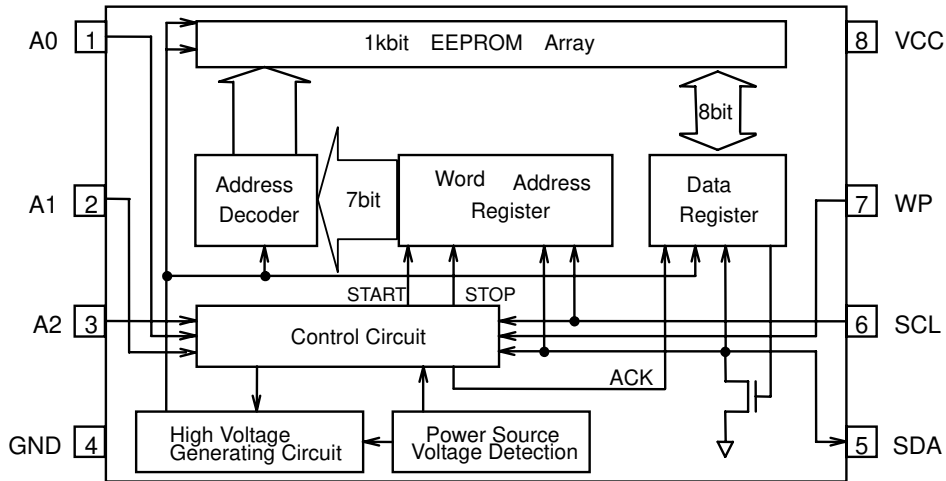 A0 1 1kbit EEPROM Array 8 VCC
8bit
A1 2 Address Decoder 7bit Word Address Register Data Register 7 WP
START STOP
A2 3 Control Circuit 6 SCL
ACK
GND 4 High Voltage Generating Circuit Power Source Voltage Detection 5 SDA